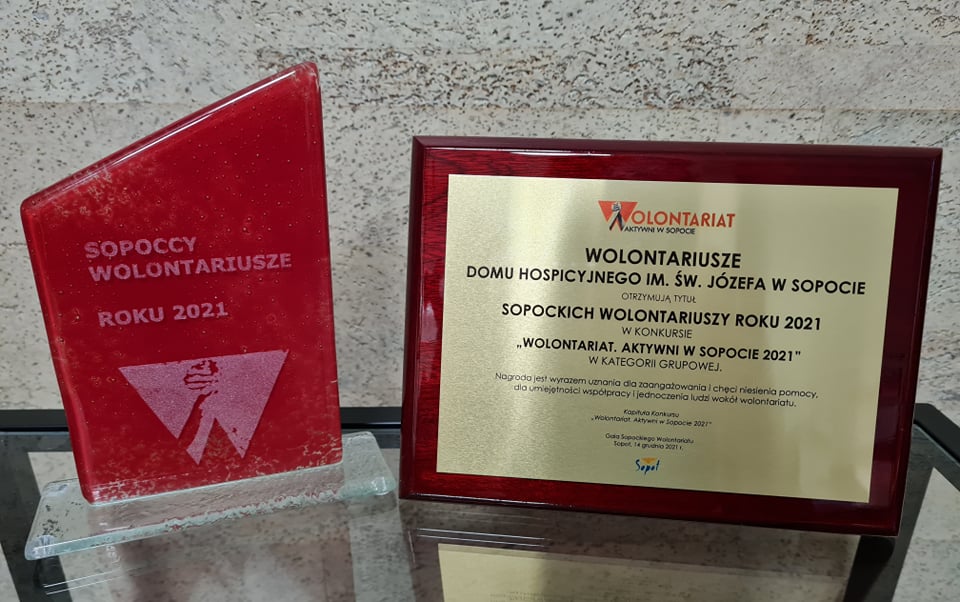 SOPOCCY
WOLONTARIUSZE
ROKU 2021
WOLONTARIAT
AKTYWNI W SOPOCIE
WOLONTARIUSZE
DOMU HOSPICYJNEGO IM. ŚW. JÓZEFA W SOPOCIE
OTRZYMUJĄ TYTUŁ
SOPOCKICH WOLONTARIUSZY ROKU 2021
W KONKURSIE
„WOLONTARIAT. AKTYWNI W SOPOCIE 2021"
W KATEGORII GRUPOWEJ.
Nagroda jest wyrazem uznania dla zaangażowania i chęci niesienia pomocy,
dla umiejętności współpracy i jednoczenia ludzi wokół wolontariatu.
Kapituła Konkursu
„Wolontariat. Aktywni w Sopocie 2021"
Gala Sopockiego Wolontariatu
Sopot, 14 grudnia 2021 r.
Sopot